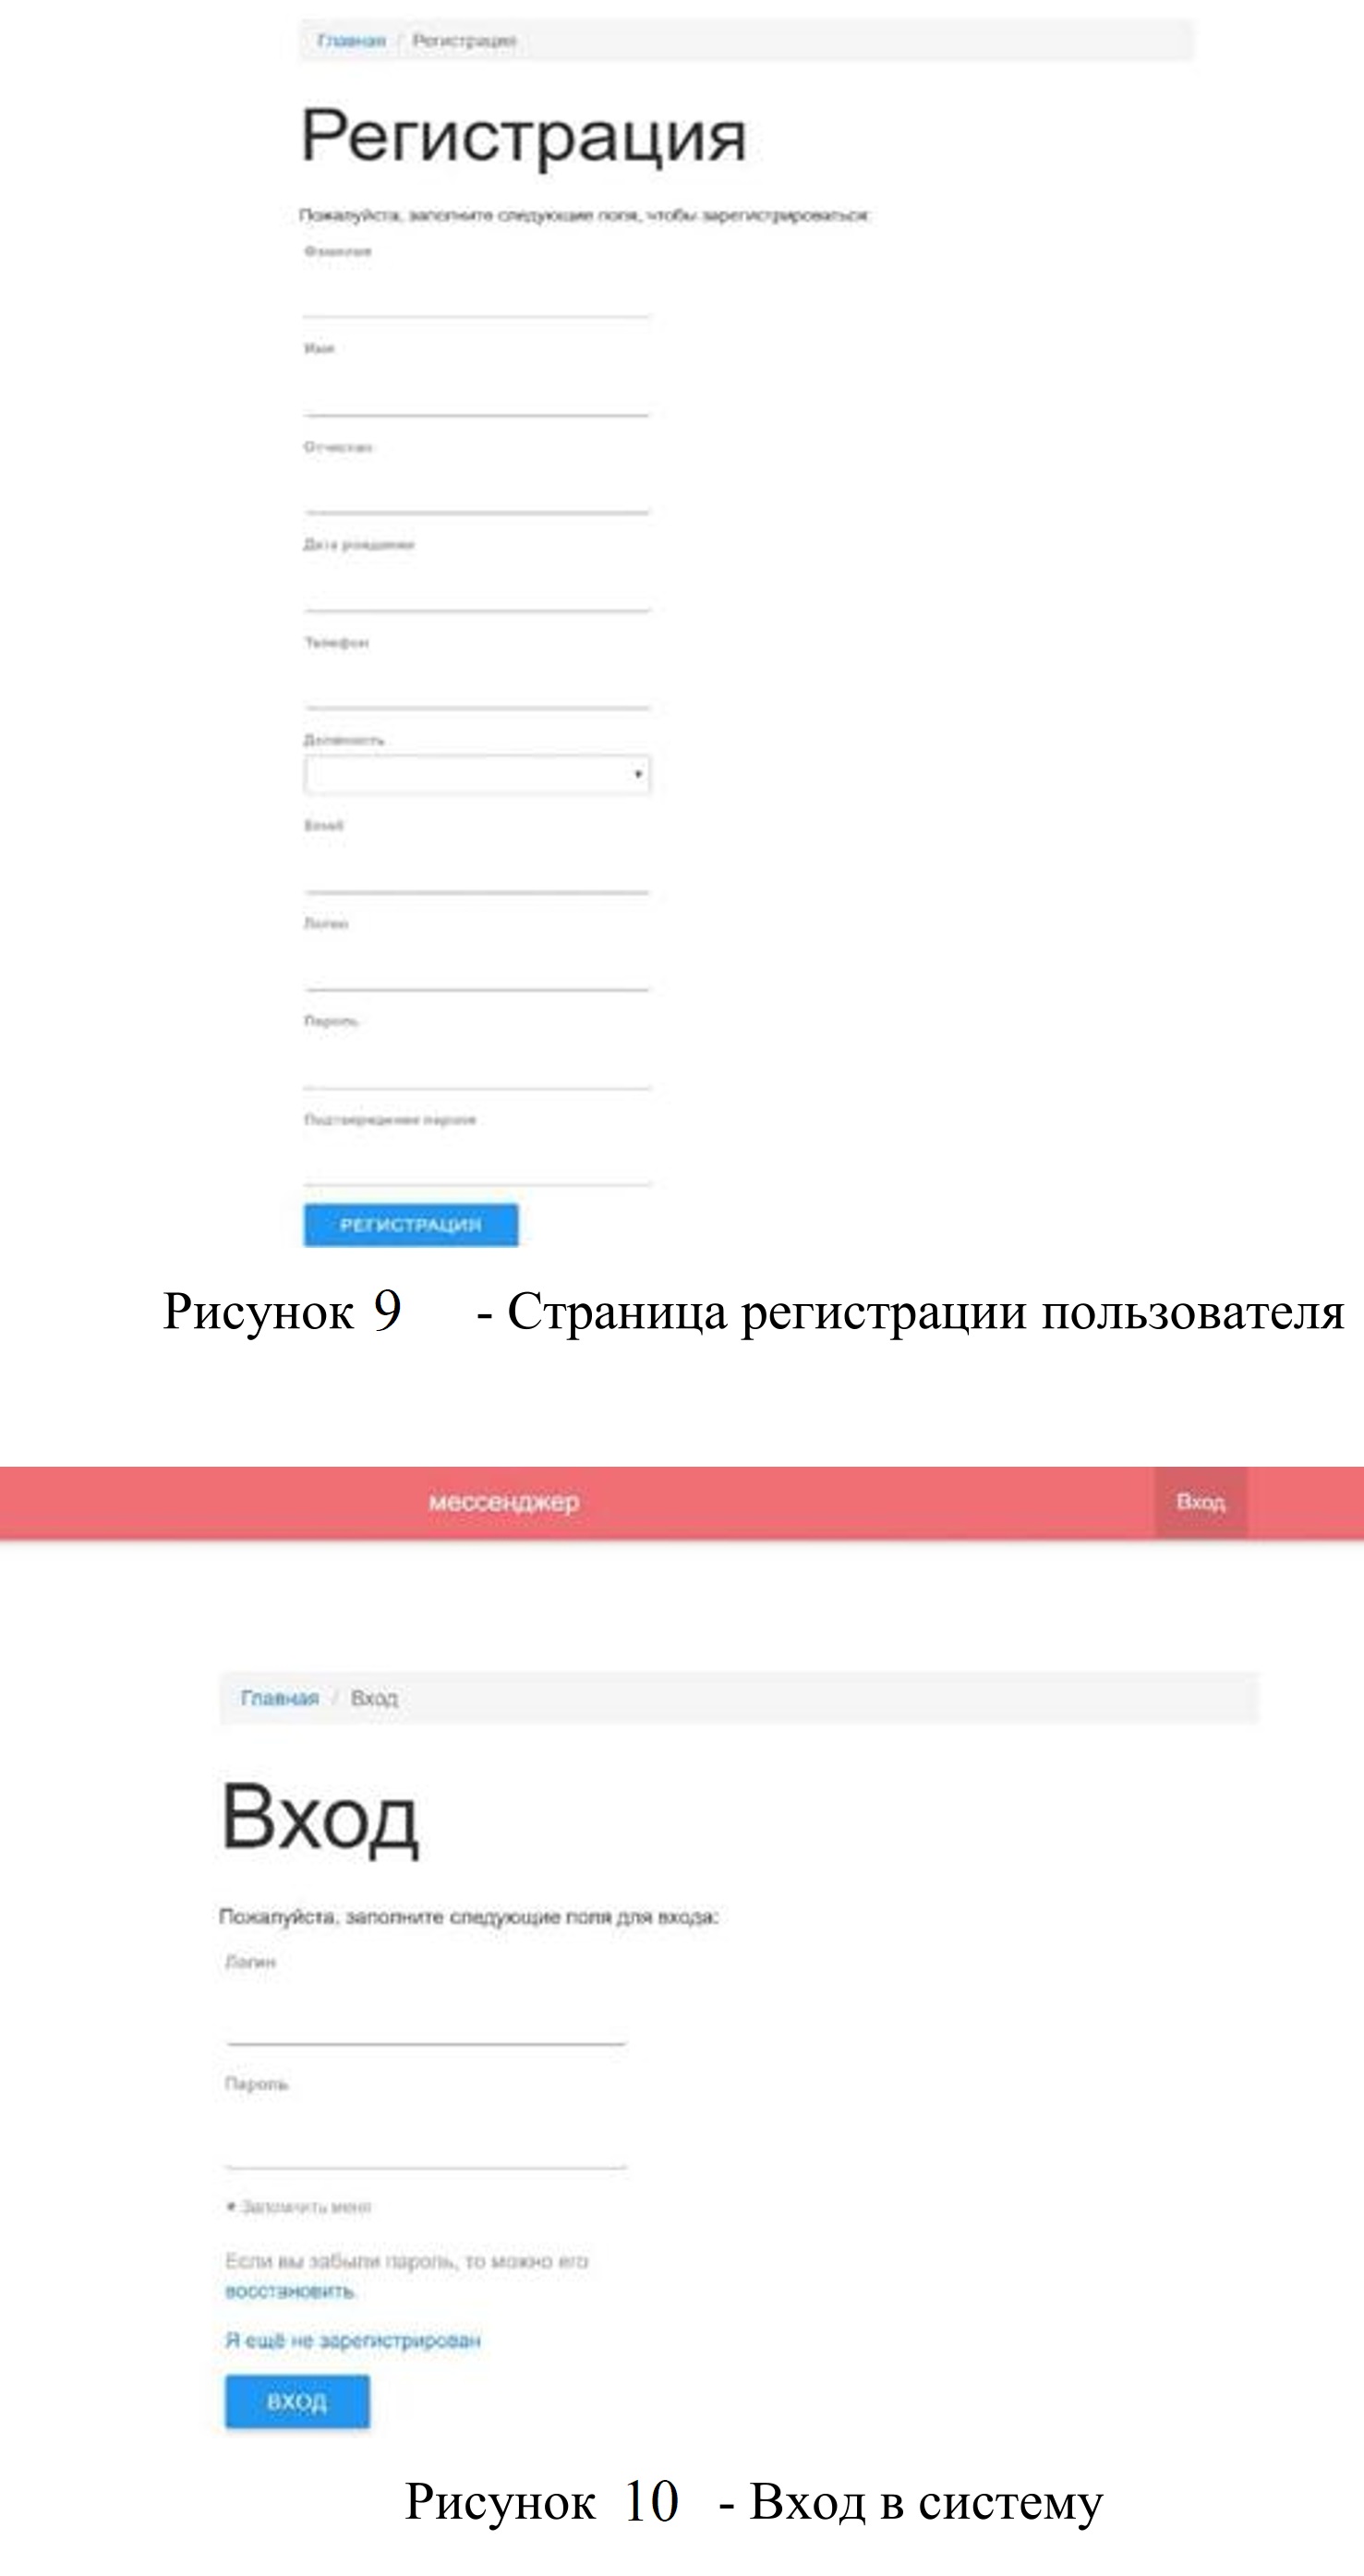 Главная / Регистрация
Регистрация
Пожалуйста, заполните следующие поля, чтобы зарегистрироваться:
Фамилия
Имя
Отчество
Дата рождения
Телефон
Должность
Email
Логин
Пароль
Подтверждение пароля
РЕГИСТРАЦИЯ
Рисунок 9 - Страница регистрации пользователя
мессенджер Вход
Главная / Вход
Вход
Пожалуйста, заполните следующие поля для входа:
Логин
Пароль
Запомнить меня
Если вы забыли пароль, то можно его
восстановить.
Я ещё не зарегистрирован
ВХОД
Рисунок 10 - Вход в систему